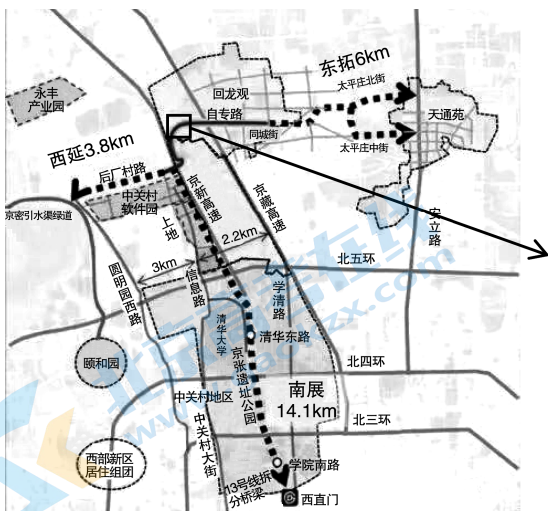 东拓6km
太平庄北街
永丰
产业园
回龙观
自专路
同城街
天通苑
太平庄中街
西延3.8km
后厂村路
中关村
软件园
京新高速
京藏高速
上地
2.2km
安立路
京密引水渠绿道
3km
北五环
圆明园西路
信息路
学清路
清华大学
清华东路
京张遗址公园
颐和园
北四环
南展
14.1km
中关村地区
中关村大街
北三环
西部新区
居住组团
学院南路
13号线拆
分桥梁
西直门